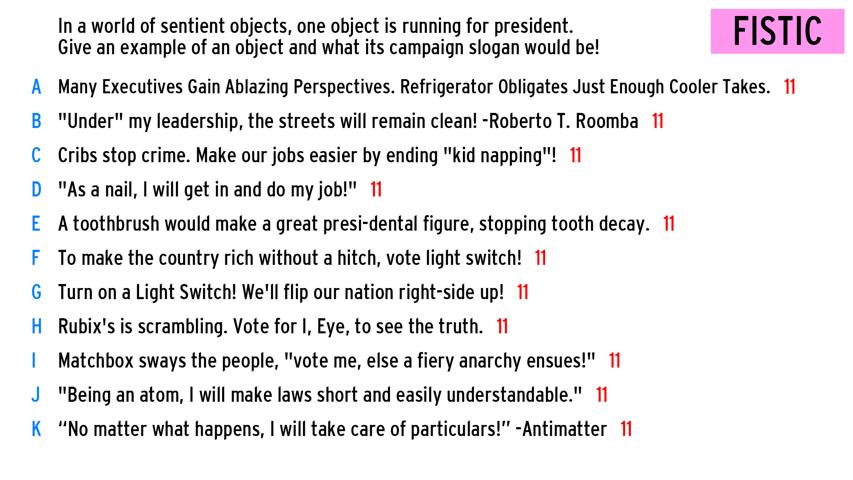 In a world of sentient objects, one object is running for president.
Give an example of an object and what its campaign slogan would be!
FISTIC
A Many Executives Gain Ablazing Perspectives. Refrigerator Obligates Just Enough Cooler Takes. 11
B "Under" my leadership, the streets will remain clean! -Roberto T. Roomba 11
C Cribs stop crime. Make our jobs easier by ending "kid napping"! 11
D "As a nail, I will get in and do my job!" 11
E A toothbrush would make a great presi-dental figure, stopping tooth decay. 11
F To make the country rich without a hitch, vote light switch! 11
G Turn on a Light Switch! We'll flip our nation right-side up! 11
H Rubix's is scrambling. Vote for I, Eye, to see the truth. 11
I Matchbox sways the people, "vote me, else a fiery anarchy ensues!" 11
J "Being an atom, I will make laws short and easily understandable." 11
K “No matter what happens, I will take care of particulars!” -Antimatter 11